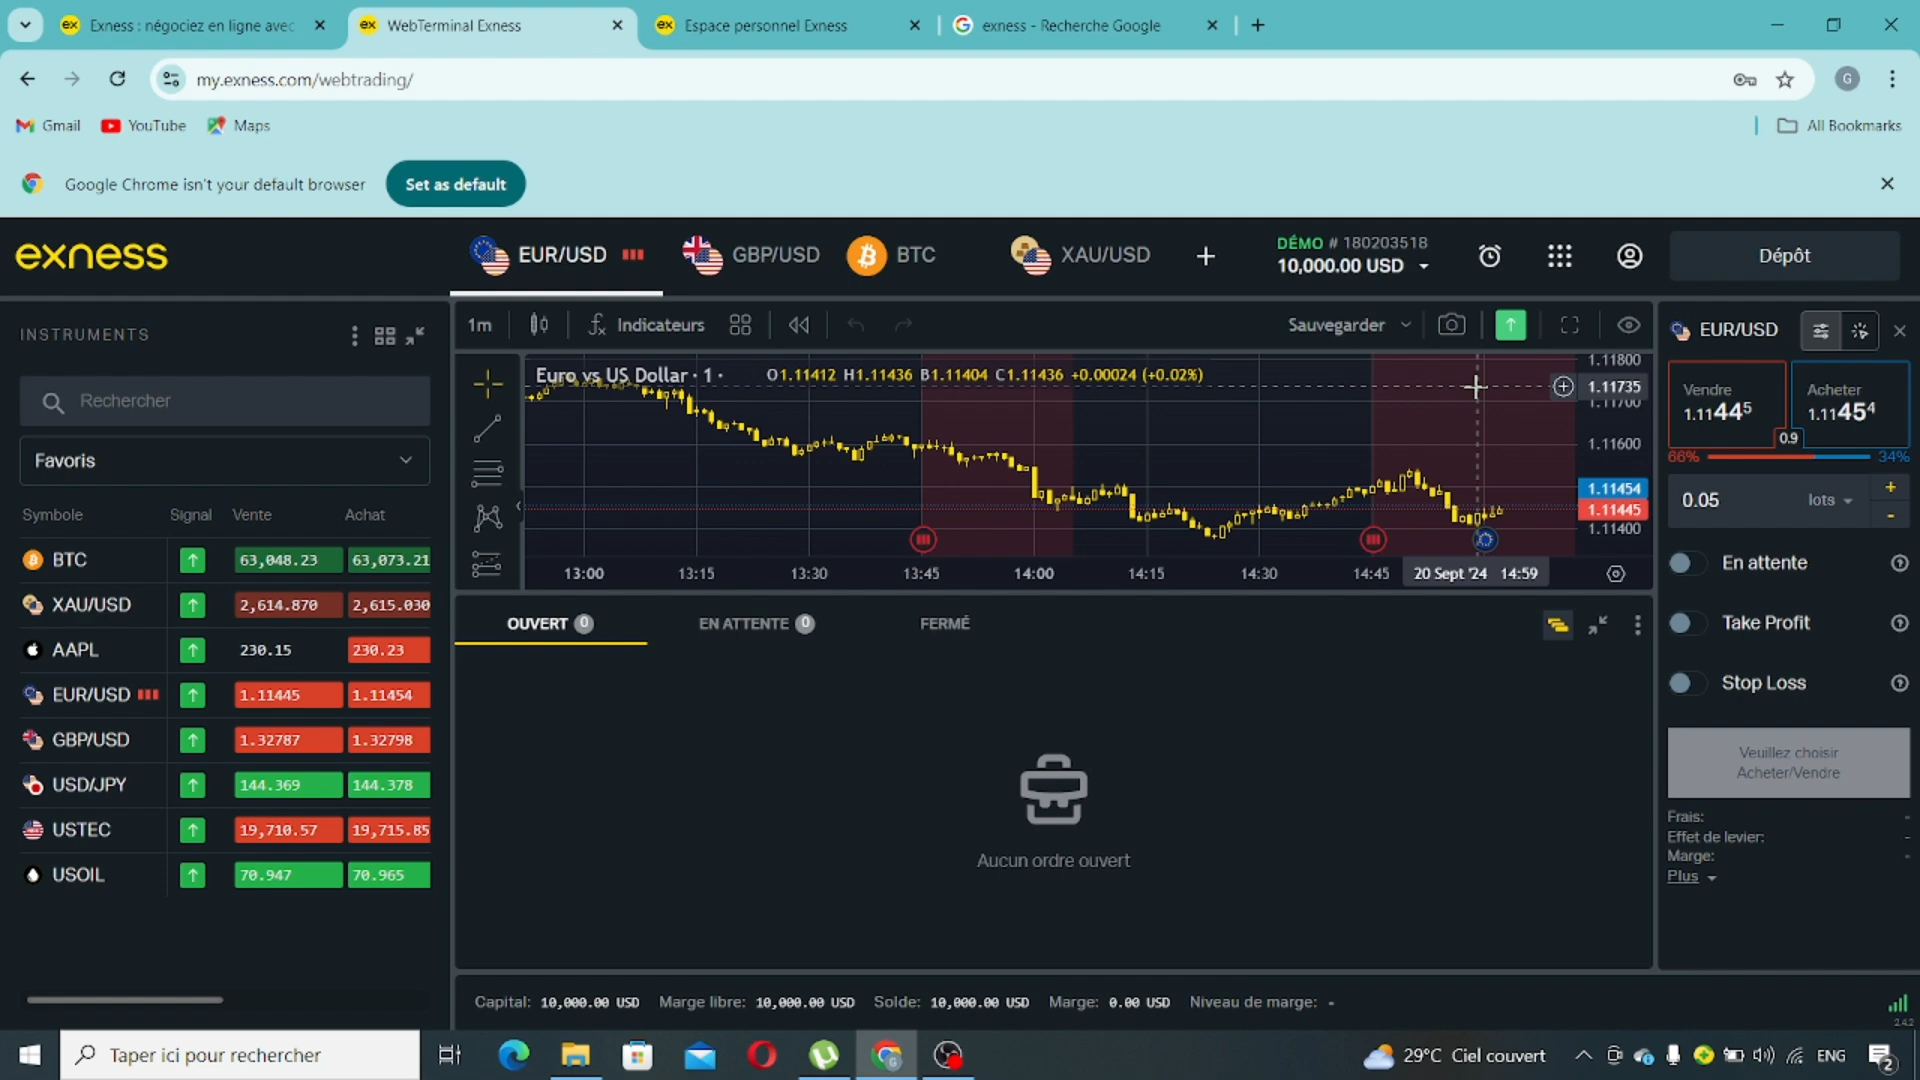 Exness : négociez en ligne avec
WebTerminal Exness
Espace personnel Exness
exness - Recherche Google
my.exness.com/webtrading/
G
Gmail
YouTube
Maps
All Bookmarks
Google Chrome isn't your default browser
Set as default
exness
EUR/USD
GBP/USD
BTC
XAU/USD
DÉMO # 180203518
10,000.00 USD
Dépôt
INSTRUMENTS
Rechercher
Favoris
Symbole Signal Vente Achat
BTC 63,048.23 63,073.21
XAU/USD 2,614.870 2,615.030
AAPL 230.15 230.23
EUR/USD 1.11445 1.11454
GBP/USD 1.32787 1.32798
USD/JPY 144.369 144.378
USTEC 19,710.57 19,715.85
USOIL 70.947 70.965
1m
Indicateurs
Sauvegarder
Euro vs US Dollar · 1 ·
O1.11412 H1.11436 B1.11404 C1.11436 +0.00024 (+0.02%)
1.11800
1.11735
1.11700
1.11600
1.11454
1.11445
1.11400
13:00 13:15 13:30 13:45 14:00 14:15 14:30 14:45 20 Sept '24 14:59
OUVERT 0
EN ATTENTE 0
FERMÉ
Aucun ordre ouvert
EUR/USD
Vendre
1.11445
Acheter
1.11454
0.9
66%
34%
0.05
lots
+
-
En attente
Take Profit
Stop Loss
Veuillez choisir
Acheter/Vendre
Frais: -
Effet de levier: -
Marge: -
Plus
Capital: 10,000.00 USD Marge libre: 10,000.00 USD Solde: 10,000.00 USD Marge: 0.00 USD Niveau de marge: -
2.4.2
Taper ici pour rechercher
29°C Ciel couvert
ENG
2